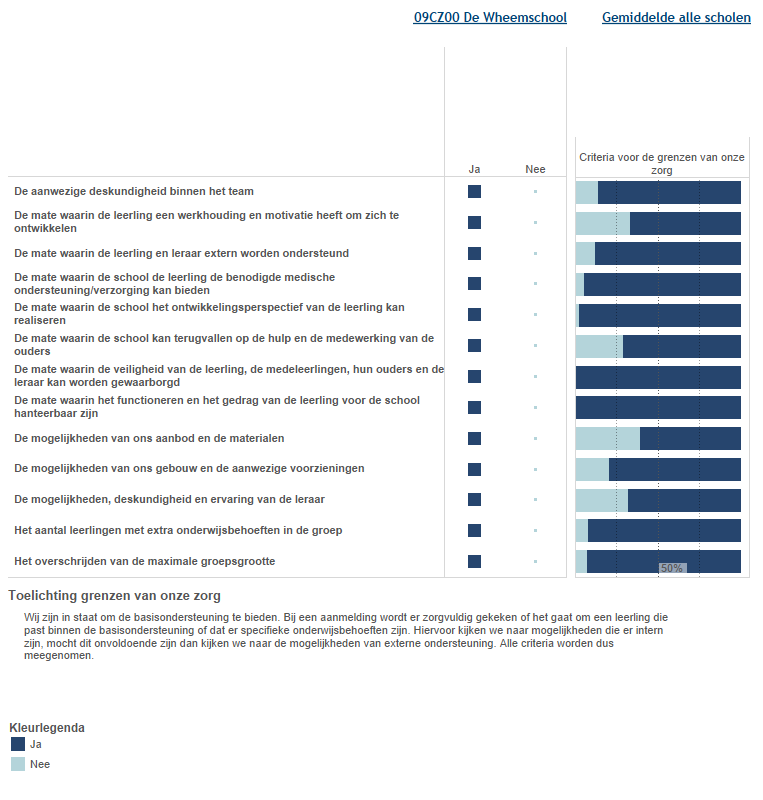 09CZ00 De Wheemschool
Gemiddelde alle scholen
Ja
Nee
Criteria voor de grenzen van onze
zorg
De aanwezige deskundigheid binnen het team
De mate waarin de leerling een werkhouding en motivatie heeft om zich te
ontwikkelen
De mate waarin de leerling en leraar extern worden ondersteund
De mate waarin de school de leerling de benodigde medische
ondersteuning/verzorging kan bieden
De mate waarin de school het ontwikkelingsperspectief van de leerling kan
realiseren
De mate waarin de school kan terugvallen op de hulp en de medewerking van de
ouders
De mate waarin de veiligheid van de leerling, de medeleerlingen, hun ouders en de
leraar kan worden gewaarborgd
De mate waarin het functioneren en het gedrag van de leerling voor de school
hanteerbaar zijn
De mogelijkheden van ons aanbod en de materialen
De mogelijkheden van ons gebouw en de aanwezige voorzieningen
De mogelijkheden, deskundigheid en ervaring van de leraar
Het aantal leerlingen met extra onderwijsbehoeften in de groep
Het overschrijden van de maximale groepsgrootte
50%
Toelichting grenzen van onze zorg
Wij zijn in staat om de basisondersteuning te bieden. Bij een aanmelding wordt er zorgvuldig gekeken of het gaat om een leerling die
past binnen de basisondersteuning of dat er specifieke onderwijsbehoeften zijn. Hiervoor kijken we naar mogelijkheden die er intern
zijn, mocht dit onvoldoende zijn dan kijken we naar de mogelijkheden van externe ondersteuning. Alle criteria worden dus
meegenomen.
Kleurlegenda
Ja
Nee